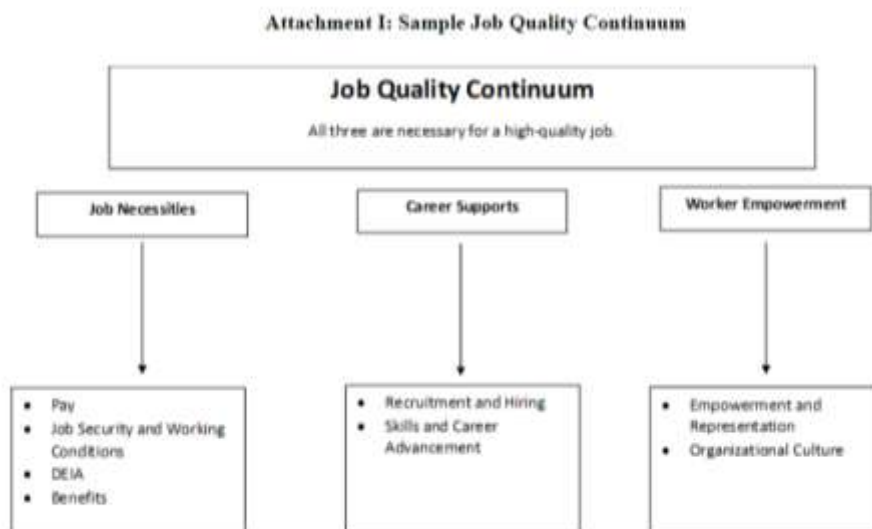 Attachment I: Sample Job Quality Continuum
Job Quality Continuum
All three are necessary for a high-quality job.
Job Necessities
Career Supports
Worker Empowerment
• Pay
• Job Security and Working
Conditions
• DEIA
• Benefits
• Recruitment and Hiring
• Skills and Career
Advancement
• Empowerment and
Representation
• Organizational Culture